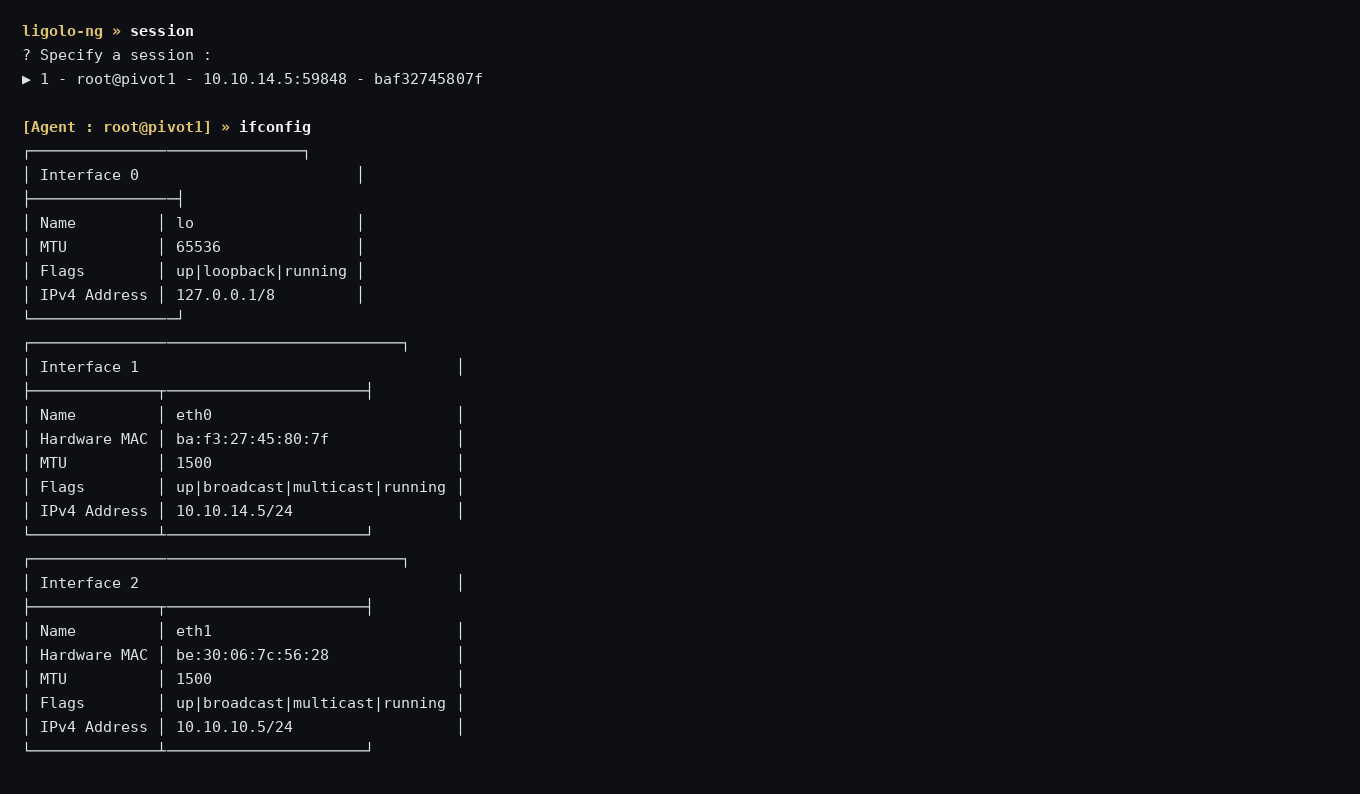 ligolo-ng » session
? Specify a session :
▶ 1 - root@pivot1 - 10.10.14.5:59848 - baf32745807f
[Agent : root@pivot1] » ifconfig
Interface 0
Name │ lo
MTU │ 65536
Flags │ up|loopback|running
IPv4 Address │ 127.0.0.1/8
Interface 1
Name │ eth0
Hardware MAC │ ba:f3:27:45:80:7f
MTU │ 1500
Flags │ up|broadcast|multicast|running
IPv4 Address │ 10.10.14.5/24
Interface 2
Name │ eth1
Hardware MAC │ be:30:06:7c:56:28
MTU │ 1500
Flags │ up|broadcast|multicast|running
IPv4 Address │ 10.10.10.5/24